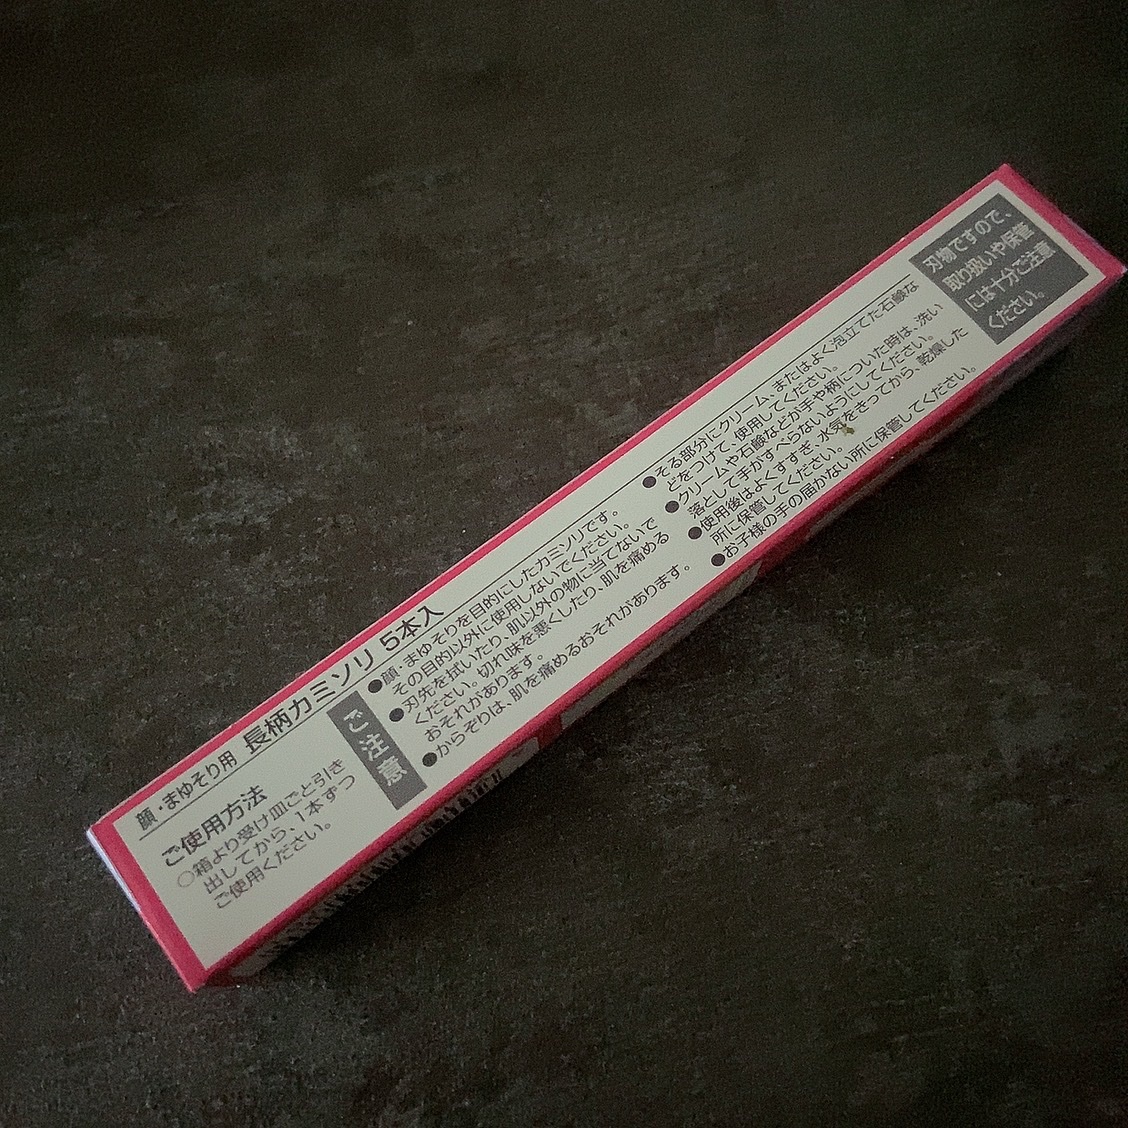 顔・まゆそり用 長柄カミソリ 5本入
ご使用方法
○箱より受け皿ごと引き
出してから、1本ずつ
ご使用ください。
ご注意
●顔・まゆそりを目的にしたカミソリです。
その目的以外に使用しないでください。
●刃先を拭いたり、肌以外の物に当てないで
ください。切れ味を悪くしたり、肌を痛める
おそれがあります。
●からぞりは、肌を痛めるおそれがあります。
●そる部分にクリーム、またはよく泡立てた石鹸な
どをつけて、使用してください。
●クリームや石鹸などが手や柄についた時は、洗い
落として手がすべらないようにしてください。
●使用後はよくすすぎ、水気をきってから、乾燥した
所に保管してください。
●お子様の手の届かない所に保管してください。
刃物ですので、
取り扱いや保管
には十分ご注意
ください。